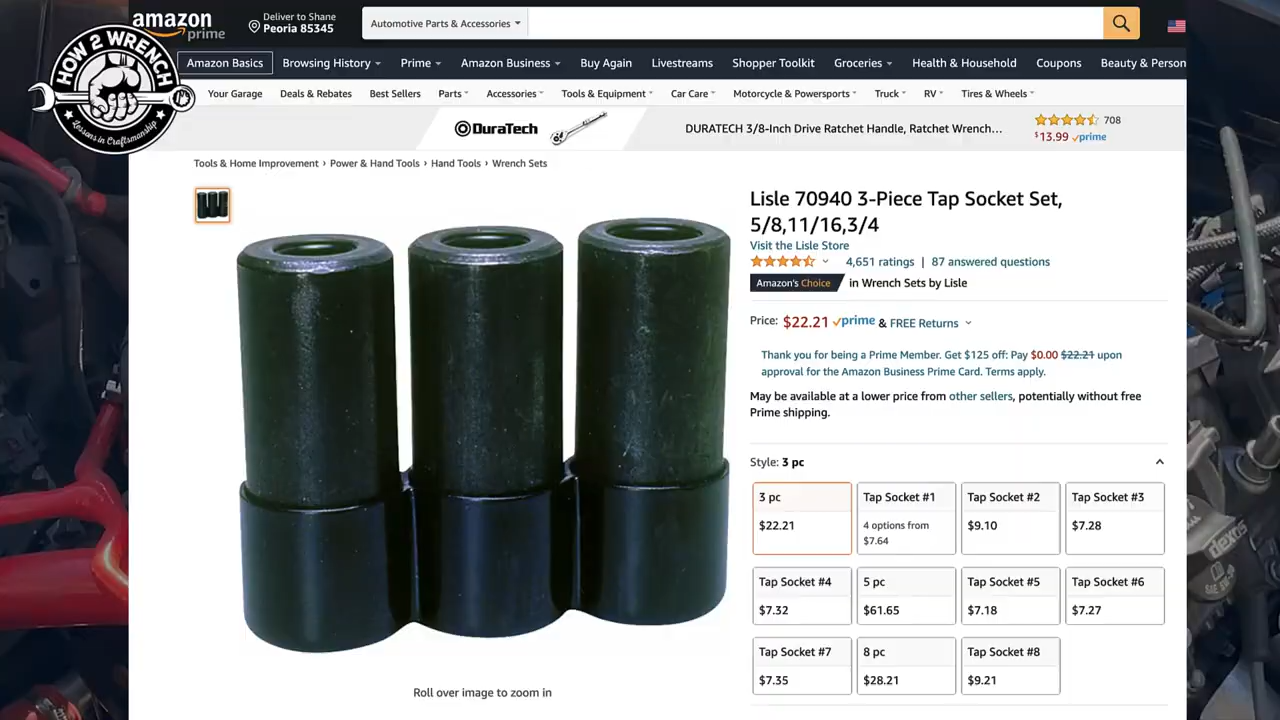 amazon
prime
Deliver to Shane
Peoria 85345
Automotive Parts & Accessories
HOW 2 WRENCH
Lessons in Craftsmanship
Amazon Basics
Browsing History
Prime
Amazon Business
Buy Again
Livestreams
Shopper Toolkit
Groceries
Health & Household
Coupons
Beauty & Person
Your Garage
Deals & Rebates
Best Sellers
Parts
Accessories
Tools & Equipment
Car Care
Motorcycle & Powersports
Truck
RV
Tires & Wheels
DURATECH
DURATECH 3/8-Inch Drive Ratchet Handle, Ratchet Wrench…
708
$13.99 prime
Tools & Home Improvement › Power & Hand Tools › Hand Tools › Wrench Sets
Lisle 70940 3-Piece Tap Socket Set,
5/8,11/16,3/4
Visit the Lisle Store
4,651 ratings | 87 answered questions
Amazon's Choice in Wrench Sets by Lisle
Price: $22.21 prime & FREE Returns
Thank you for being a Prime Member. Get $125 off: Pay $0.00 $22.21 upon
approval for the Amazon Business Prime Card. Terms apply.
May be available at a lower price from other sellers, potentially without free
Prime shipping.
Style: 3 pc
3 pc
$22.21
Tap Socket #1
4 options from
$7.64
Tap Socket #2
$9.10
Tap Socket #3
$7.28
Tap Socket #4
$7.32
5 pc
$61.65
Tap Socket #5
$7.18
Tap Socket #6
$7.27
Tap Socket #7
$7.35
8 pc
$28.21
Tap Socket #8
$9.21
Roll over image to zoom in
dexos